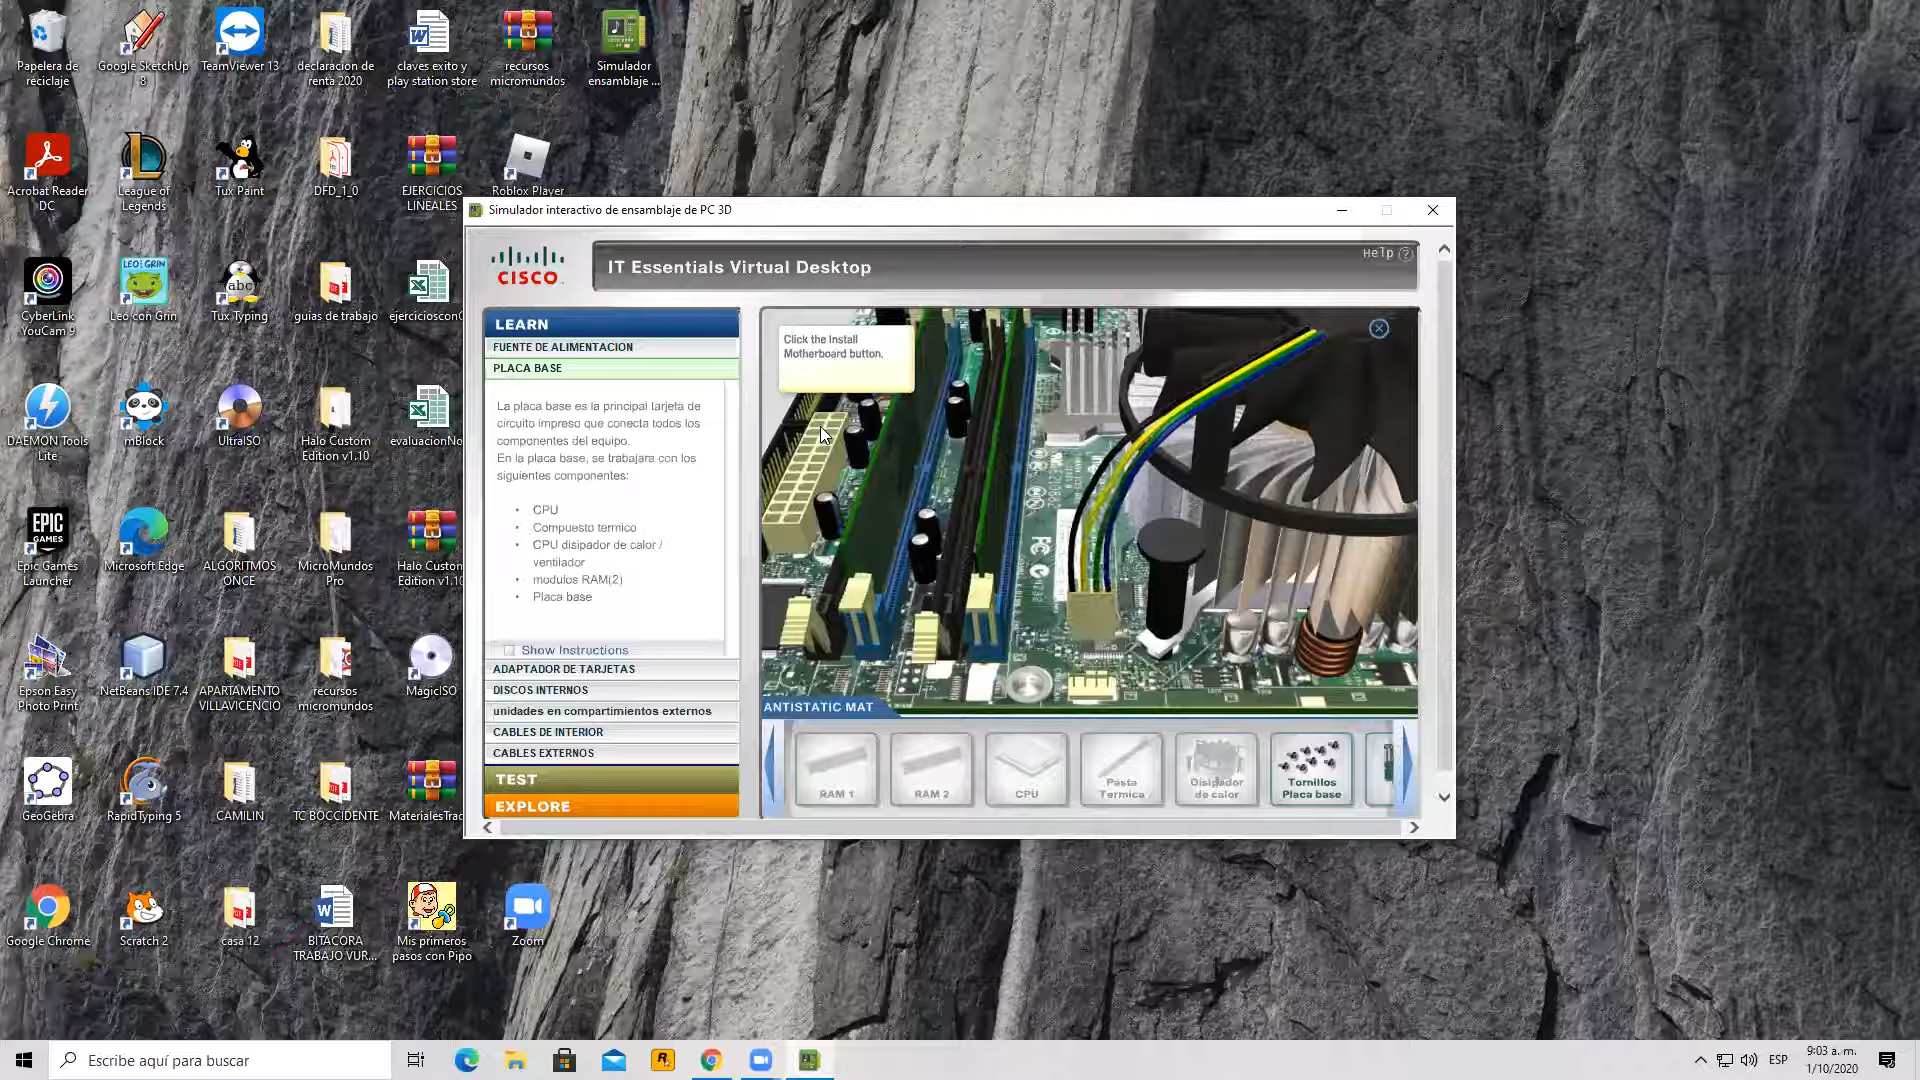 Papelera de
reciclaje
Google SketchUp
8
TeamViewer 13
declaracion de
renta 2020
claves exito y
play station store
recursos
micromundos
Simulador
ensamblaje ...
Acrobat Reader
DC
League of
Legends
Tux Paint
DFD_1_0
EJERCICIOS
LINEALES
Roblox Player
CyberLink
YouCam 9
LEO CON GRIN
Leo con Grin
abc
Tux Typing
guias de trabajo
DAEMON Tools
Lite
mBlock
UltraISO
Halo Custom
Edition v1.10
EPIC
GAMES
Epic Games
Launcher
Microsoft Edge
ALGORITMOS
ONCE
MicroMundos
Pro
Halo Custom
Edition v1.10
Epson Easy
Photo Print
NetBeans IDE 7.4
APARTAMENTO
VILLAVICENCIO
recursos
micromundos
MagicISO
GeoGebra
RapidTyping 5
CAMILIN
TC BOCCIDENTE
Google Chrome
Scratch 2
casa 12
BITACORA
TRABAJO VUR...
Mis primeros
pasos con Pipo
Zoom
Simulador interactivo de ensamblaje de PC 3D
CISCO
IT Essentials Virtual Desktop
Help ?
LEARN
FUENTE DE ALIMENTACION
PLACA BASE
La placa base es la principal tarjeta de
circuito impreso que conecta todos los
componentes del equipo.
En la placa base, se trabajara con los
siguientes componentes:
• CPU
• Compuesto termico
• CPU disipador de calor /
ventilador
• modulos RAM(2)
• Placa base
Show Instructions
ADAPTADOR DE TARJETAS
DISCOS INTERNOS
unidades en compartimientos externos
CABLES DE INTERIOR
CABLES EXTERNOS
TEST
EXPLORE
Click the Install
Motherboard button.
ANTISTATIC MAT
RAM 1
RAM 2
CPU
Pasta
Termica
Disipador
de calor
Tornillos
Placa base
Escribe aquí para buscar
ESP
9:03 a. m.
1/10/2020